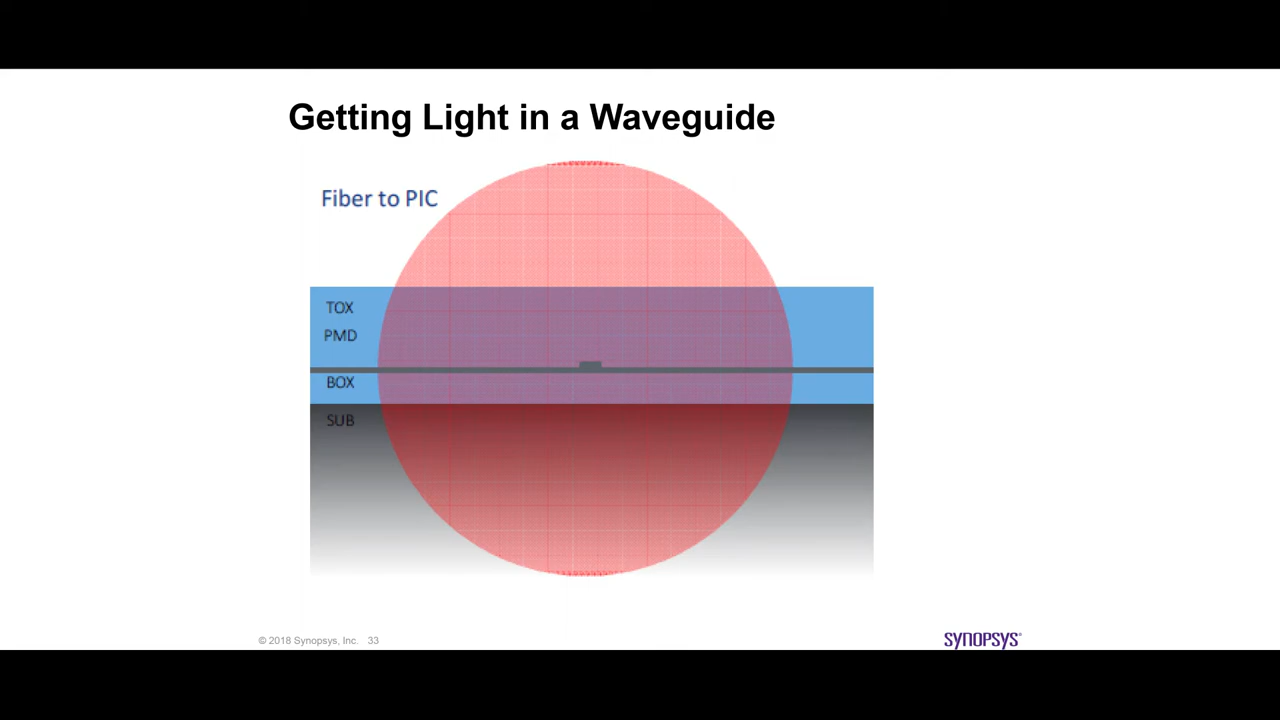 Getting Light in a Waveguide
Fiber to PIC
TOX
PMD
BOX
SUB
© 2018 Synopsys, Inc. 33
SYNOPSYS®